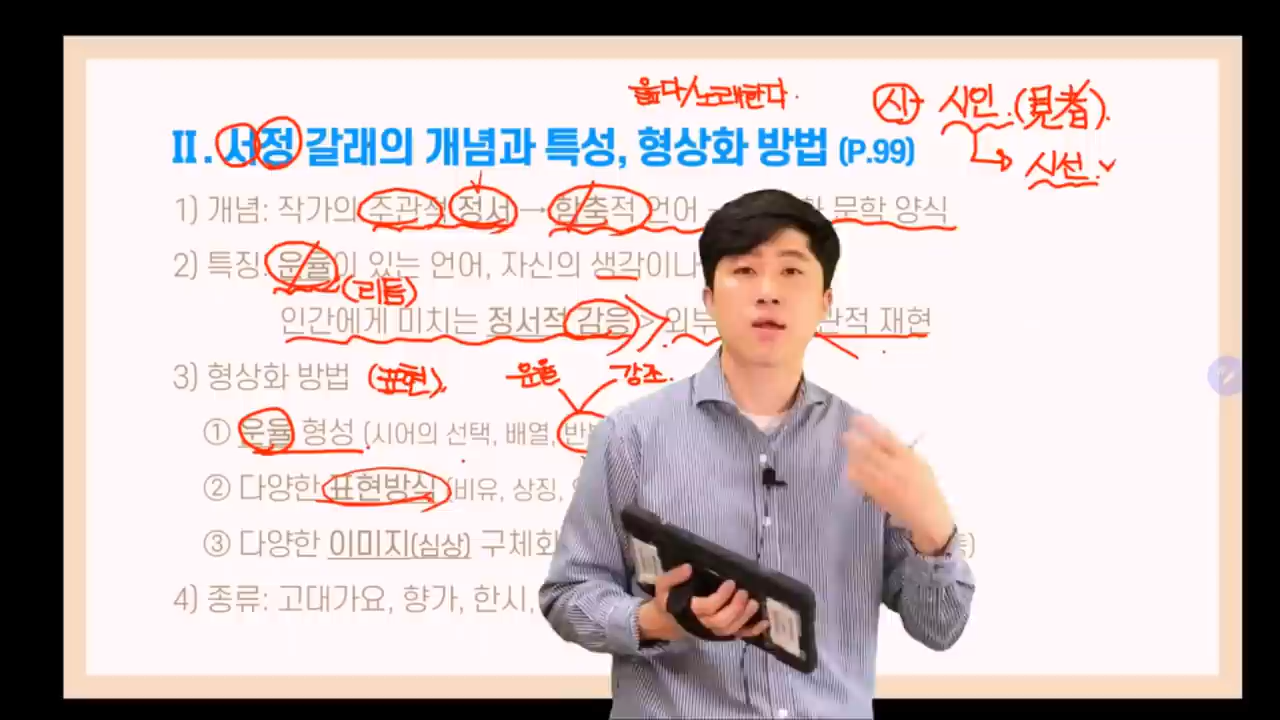 읊다/노래한다.
시 시인.(見者).
시선.
Ⅱ. 서정 갈래의 개념과 특성, 형상화 방법 (P.99)
1) 개념: 작가의 주관적 정서 → 함축적 언어 → 문학 양식
2) 특징: 운율이 있는 언어, 자신의 생각이나
(리듬)
인간에게 미치는 정서적 감응 > 외부 재현
3) 형상화 방법 (표현).
운율 강조.
① 운율 형성 (시어의 선택, 배열,
② 다양한 표현방식 (비유, 상징,
③ 다양한 이미지(심상) 구체화
4) 종류: 고대가요, 향가, 한시,